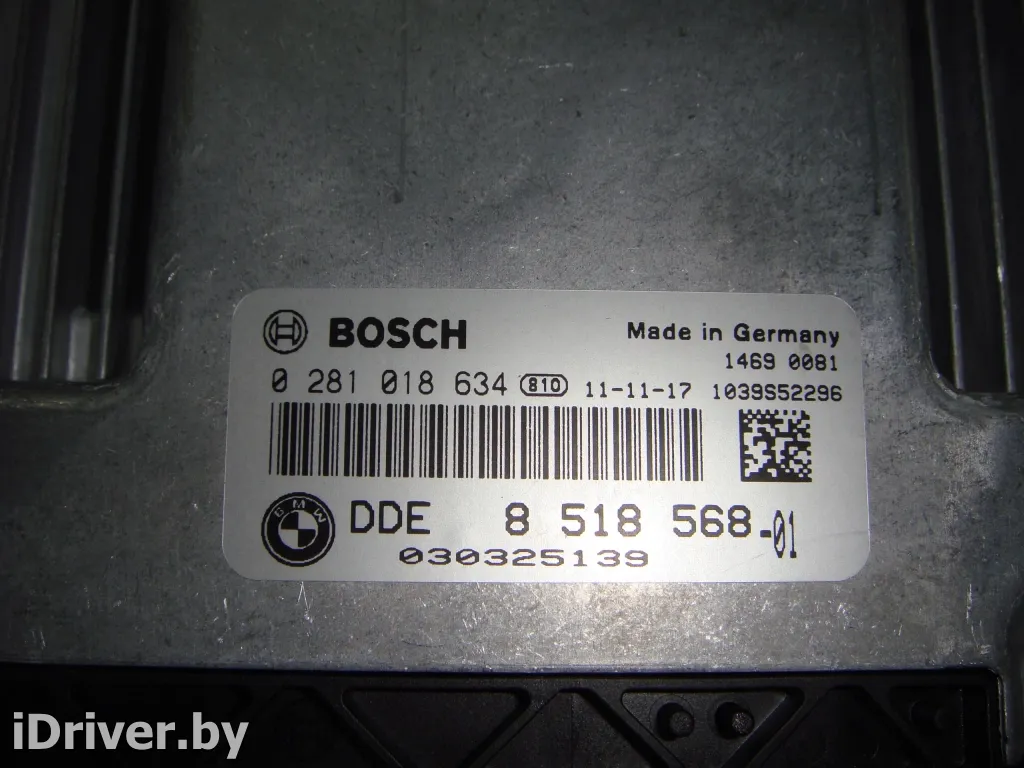 BOSCH
Made in Germany
1469 0081
0 281 018 634 810 11-11-17 1039S52296
BMW
DDE 8 518 568-01
030325139
iDriver.by